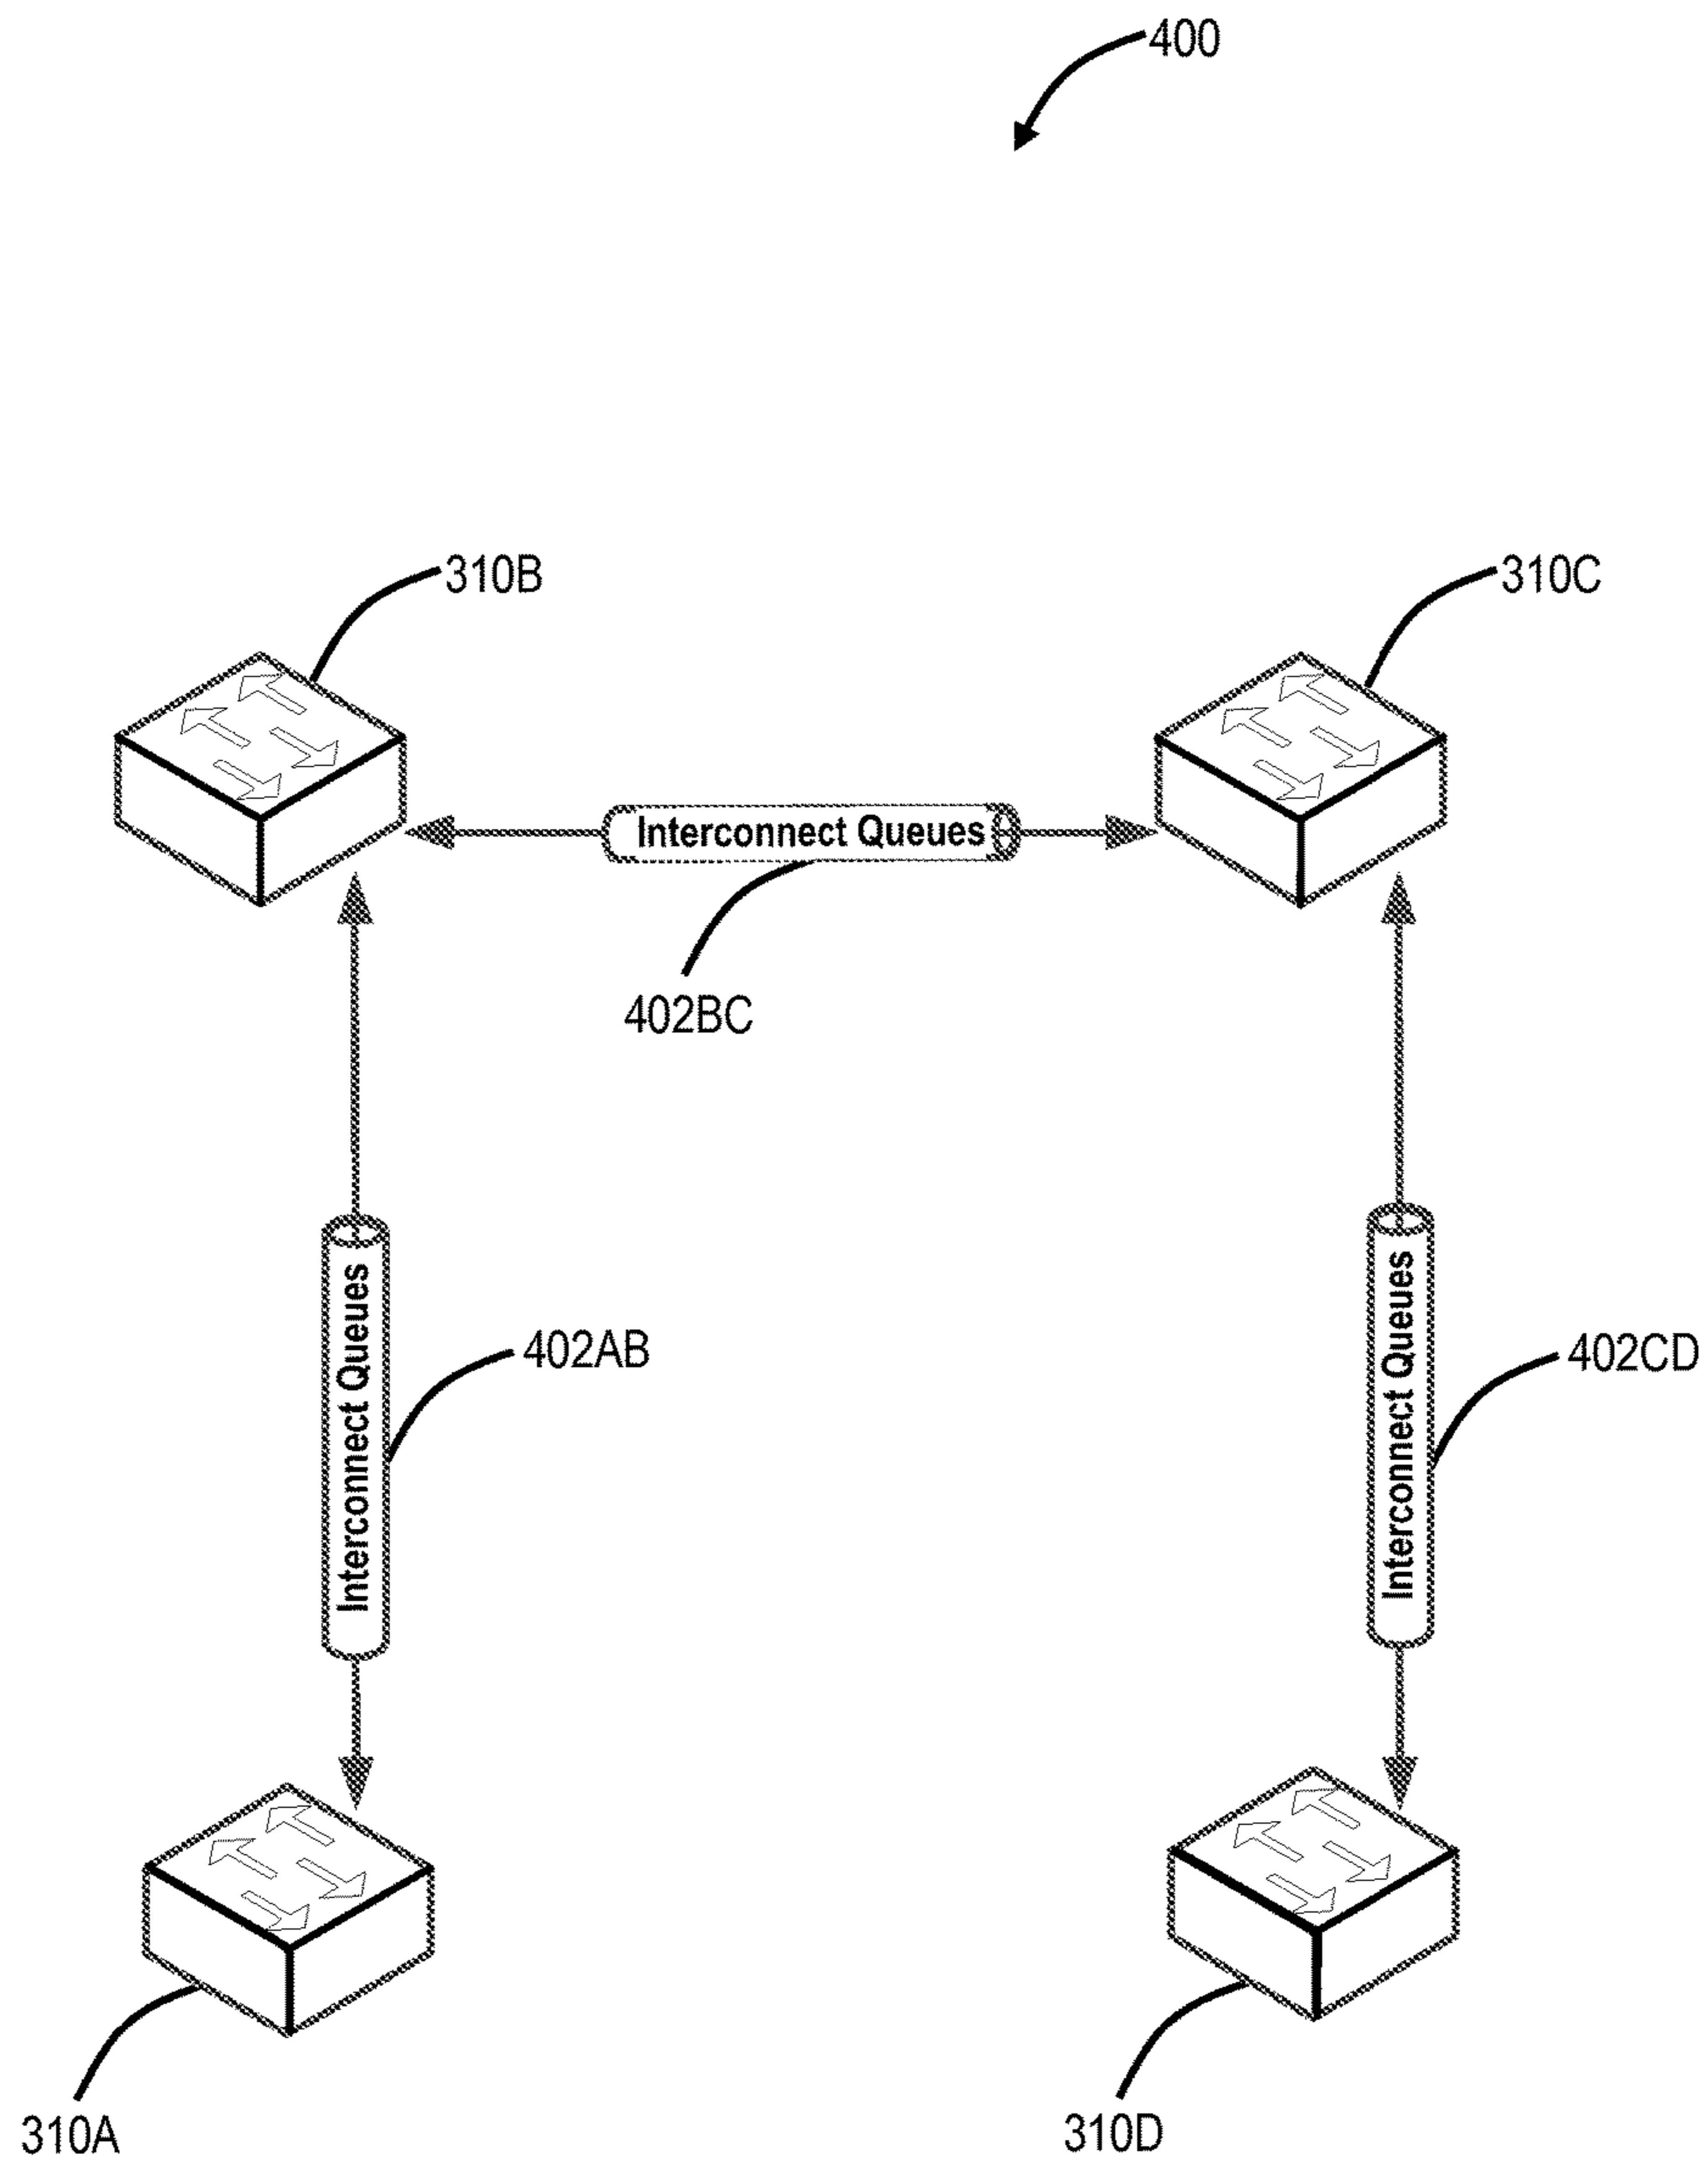 400
310B
310C
Interconnect Queues
402BC
Interconnect Queues
402AB
Interconnect Queues
402CD
310A
310D